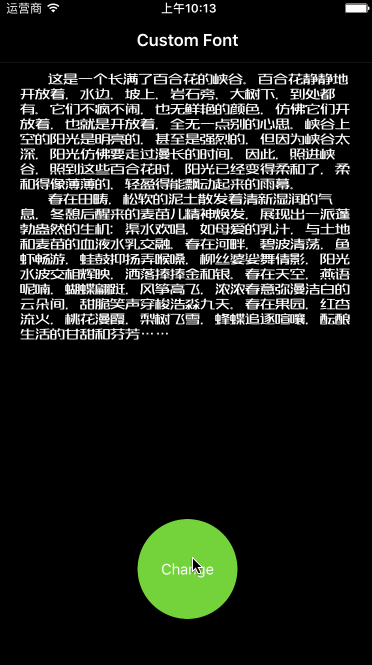 运营商 上午10:13
Custom Font
这是一个长满了百合花的峡谷。百合花静静地
开放着，水边，坡上，岩石旁，大树下，到处都
有。它们不疯不闹，也无鲜艳的颜色，仿佛它们开
放着，也就是开放着，全无一点别的心思。峡谷上
空的阳光是明亮的，甚至是强烈的，但因为峡谷太
深，阳光仿佛要走过漫长的时间。因此，照进峡
谷，照到这些百合花时，阳光已经变得柔和了，柔
和得像薄薄的，轻盈得能飘动起来的雨幕。
春在田畴，松软的泥土散发着清新湿润的气
息，冬憩后醒来的麦苗儿精神焕发，展现出一派蓬
勃盎然的生机；渠水欢唱，如母爱的乳汁，与土地
和麦苗的血液水乳交融。春在河畔，碧波清荡，鱼
虾畅游，蛙鼓抑扬弄喉嗓，柳丝婆娑舞倩影，阳光
水波交相辉映，洒落捧捧金和银。春在天空，燕语
呢喃，蝴蝶翩翩逛，风筝高飞，浓浓春意弥漫洁白的
云朵间，甜脆笑声穿梭浩淼九天。春在果园，红杏
流火，桃花漫霞，梨树飞雪，蜂蝶追逐喧嚷，酝酿
生活的甘甜和芬芳……
Change